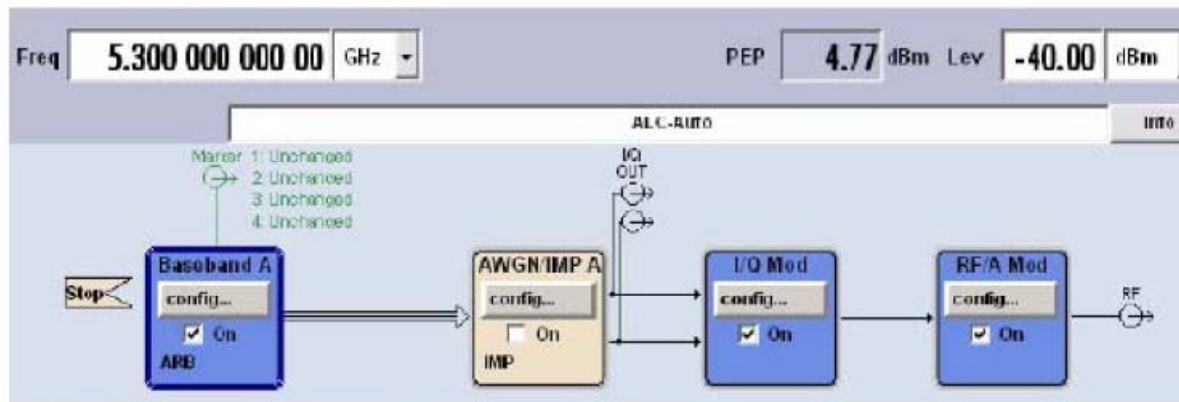 Freq 5.300 000 000 00 GHz PEP 4.77 dBm Lev -40.00 dBm
ALC-Auto Info
Marker 1: Unchanged
2: Unchanged
3: Unchanged
4: Unchanged
I/Q
OUT
Baseband A AWGN/IMP A I/Q Mod RF/A Mod
Stop config... config... config... config... RF
On On On On
ARB IMP